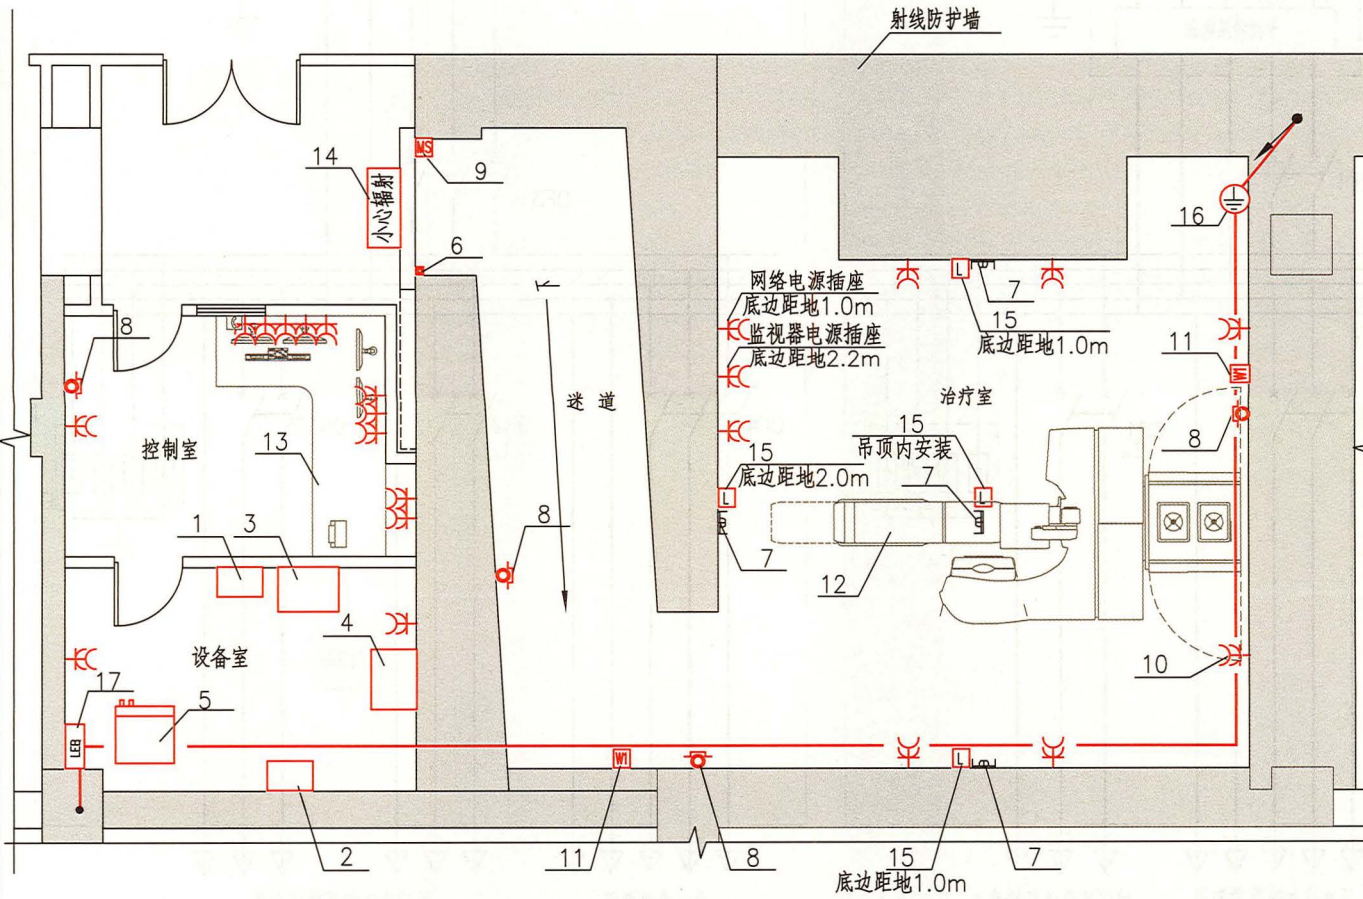 射线防护墙
14
小心辐射
MS
9
6
16
网络电源插座
底边距地1.0m
监视器电源插座
底边距地2.2m
L
7
15
底边距地1.0m
8
11
W1
迷 道
治疗室
控制室
13
15
吊顶内安装
8
15
底边距地2.0m
7
L
L
1
3
8
7
12
4
设备室
10
17
5
LEB
W1
L
2
11
8
15
底边距地1.0m
7